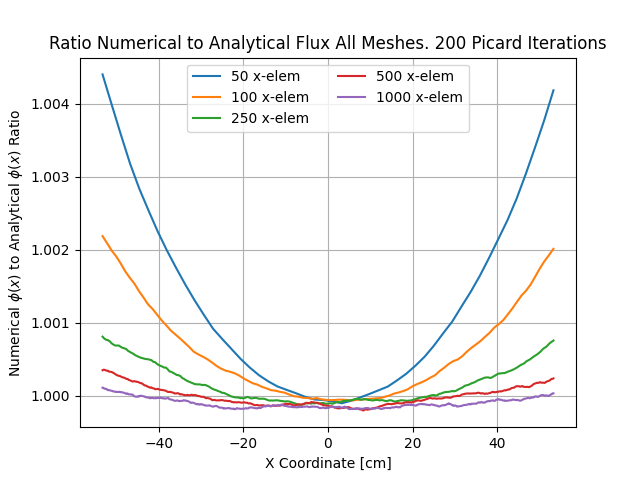 Ratio Numerical to Analytical Flux All Meshes. 200 Picard Iterations
50 x-elem
100 x-elem
250 x-elem
500 x-elem
1000 x-elem
Numerical ϕ(x) to Analytical ϕ(x) Ratio
1.004
1.003
1.002
1.001
1.000
−40
−20
0
20
40
X Coordinate [cm]